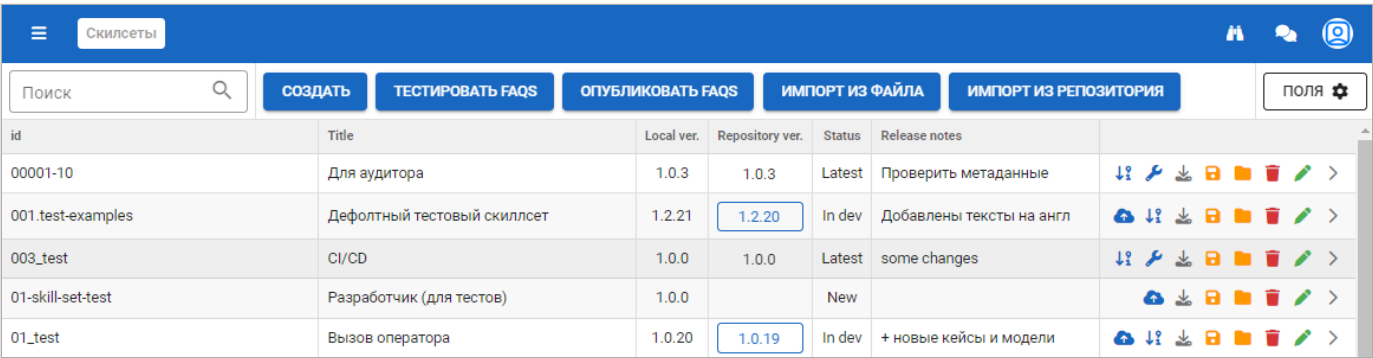 Скилсеты
Поиск СОЗДАТЬ ТЕСТИРОВАТЬ FAQS ОПУБЛИКОВАТЬ FAQS ИМПОРТ ИЗ ФАЙЛА ИМПОРТ ИЗ РЕПОЗИТОРИЯ ПОЛЯ
id Title Local ver. Repository ver. Status Release notes
00001-10 Для аудитора 1.0.3 1.0.3 Latest Проверить метаданные
001.test-examples Дефолтный тестовый скиллсет 1.2.21 1.2.20 In dev Добавлены тексты на англ
003_test CI/CD 1.0.0 1.0.0 Latest some changes
01-skill-set-test Разработчик (для тестов) 1.0.0 New
01_test Вызов оператора 1.0.20 1.0.19 In dev + новые кейсы и модели